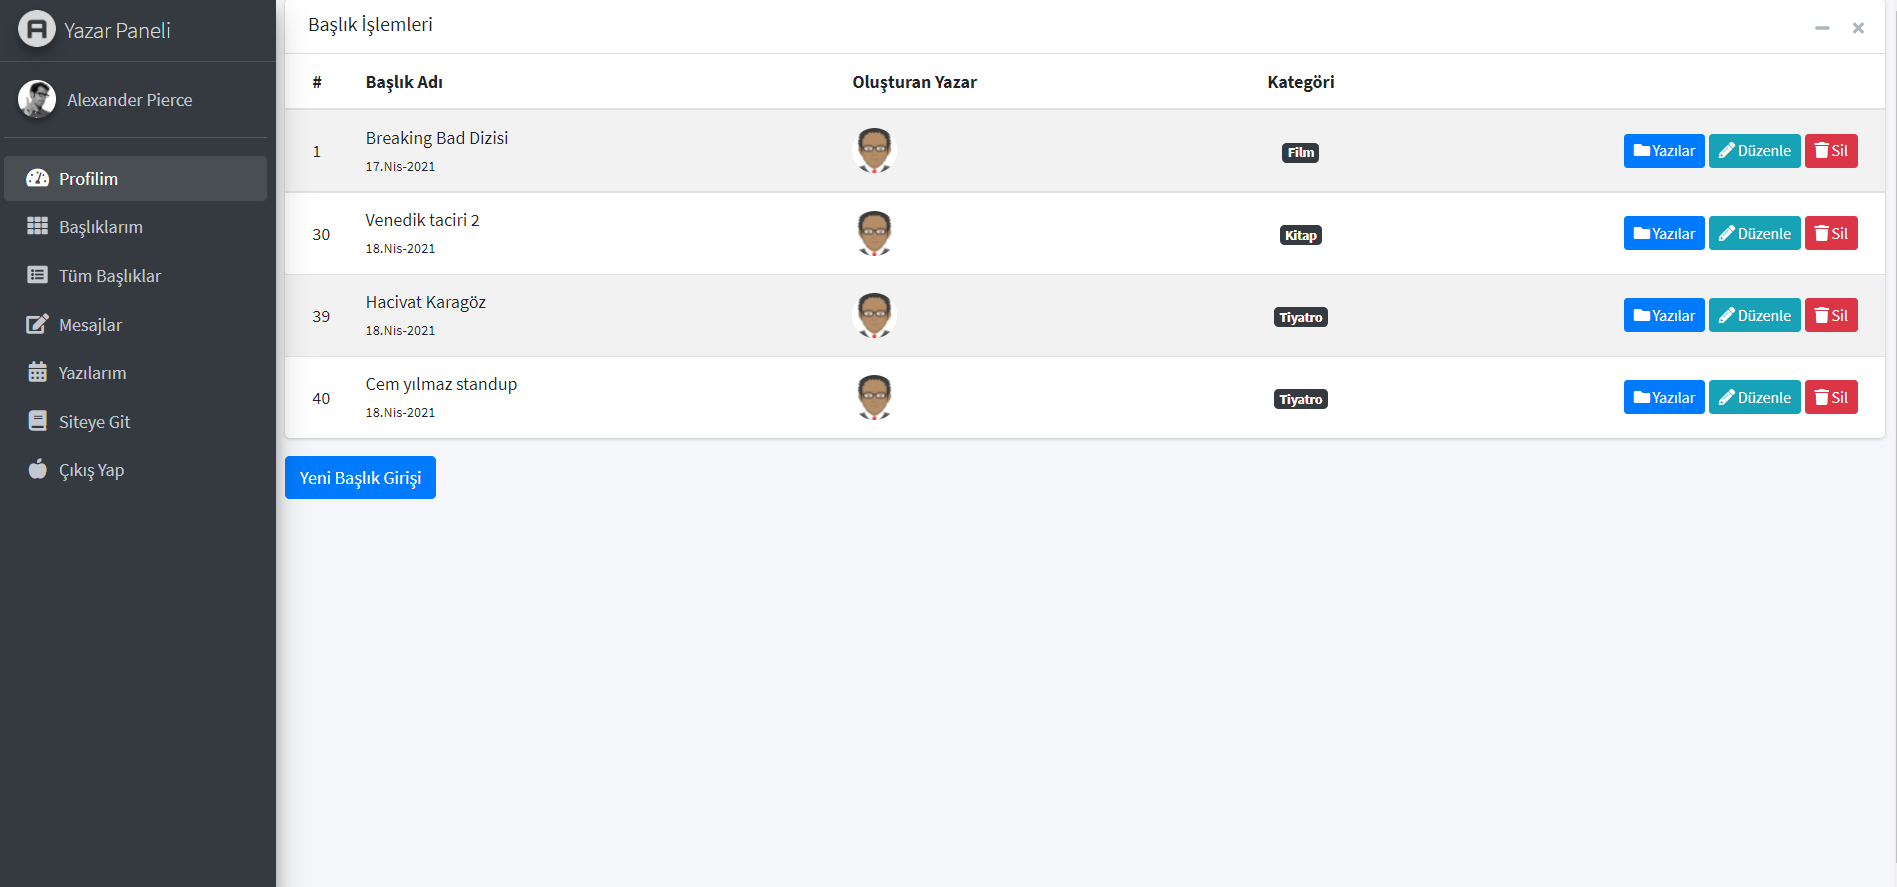 Yazar Paneli
Alexander Pierce
Profilim
Başlıklarım
Tüm Başlıklar
Mesajlar
Yazılarım
Siteye Git
Çıkış Yap
Başlık İşlemleri
# Başlık Adı Oluşturan Yazar Kategöri
1 Breaking Bad Dizisi Film Yazılar Düzenle Sil
17.Nis-2021
30 Venedik taciri 2 Kitap Yazılar Düzenle Sil
18.Nis-2021
39 Hacivat Karagöz Tiyatro Yazılar Düzenle Sil
18.Nis-2021
40 Cem yılmaz standup Tiyatro Yazılar Düzenle Sil
18.Nis-2021
Yeni Başlık Girişi